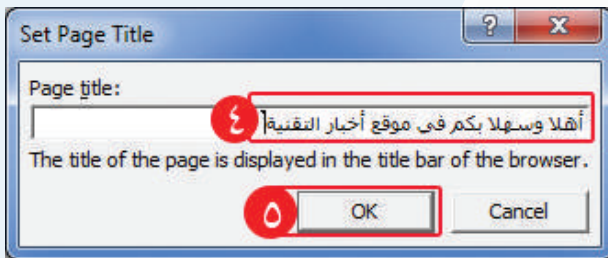 Set Page Title
Page title:
أهلا وسهلا بكم في موقع أخبار التقنية
٤
The title of the page is displayed in the title bar of the browser.
٥
OK
Cancel